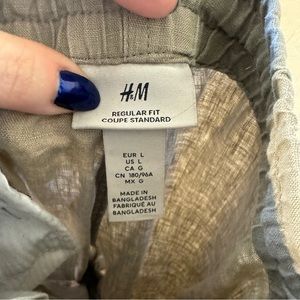 H&M
REGULAR FIT
COUPE STANDARD
EUR L
US L
CA G
CN 180/96A
MX G
MADE IN
BANGLADESH
FABRIQUÉ AU
BANGLADESH